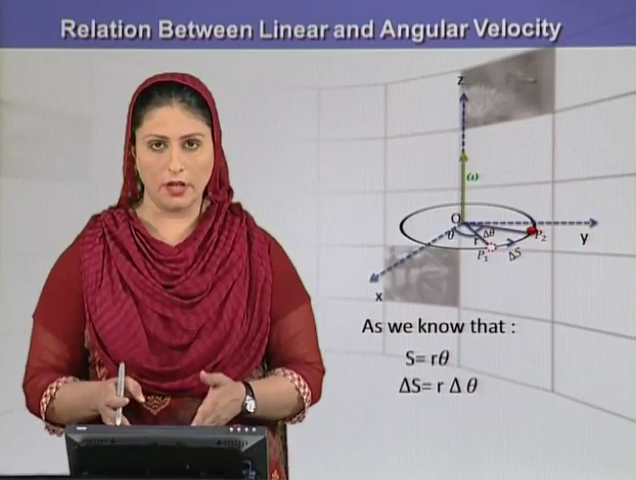 Relation Between Linear and Angular Velocity
z
ω
O
θ
Δθ
r
P₂
P₁
ΔS
y
x
As we know that :
S= rθ
ΔS= r Δ θ